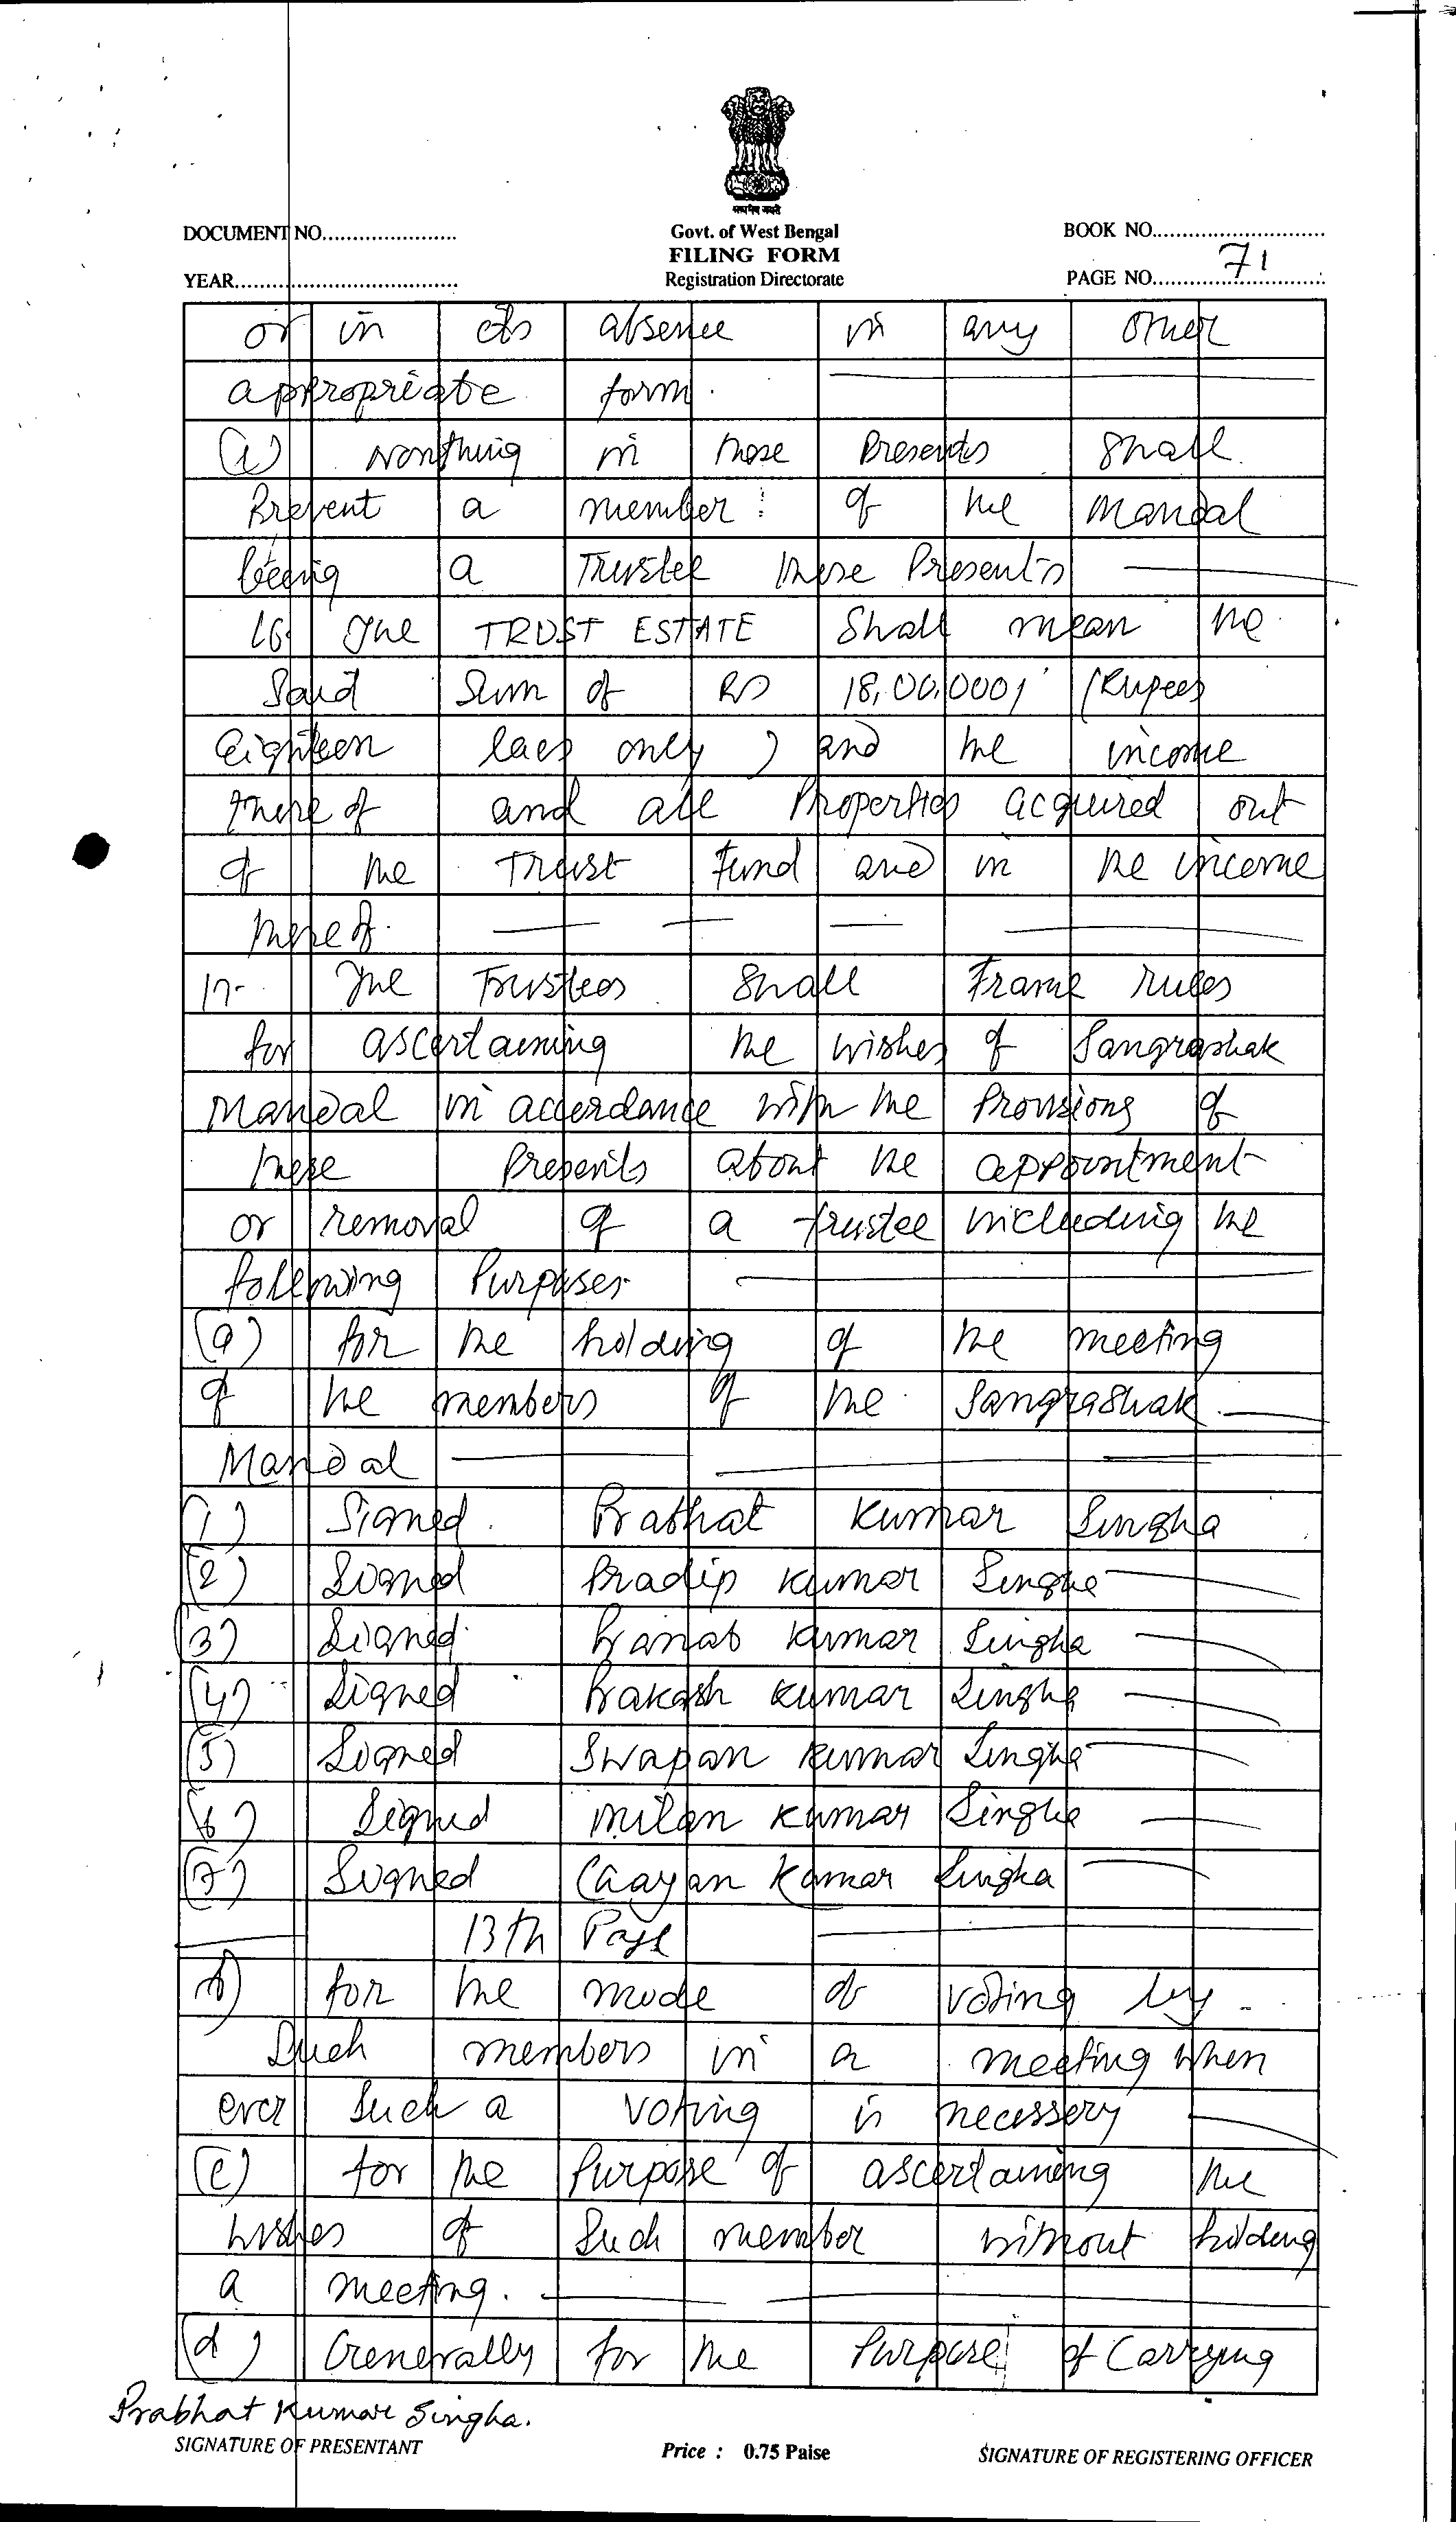 DOCUMENT NO......................
Govt. of West Bengal
BOOK NO............................
FILING FORM
YEAR......................................
Registration Directorate
PAGE NO............................. 71
or in its absence in any other
appropriate form.
(i) Nonthing in those Presents Shall
Prevent a member of the Mandal
being a Trustee these Presents
16. The TRUST ESTATE Shall mean the
Said Sum of Rs 18,00,000/ (Rupees
Eighteen lacs only) and the income
there of and all Properties acquired out
of the Trust Fund and in the income
there of.
17. The Trustees Shall Frame rules
for ascertaining the wishes of Sangrashak
Mandal in accordance with the Provisions of
these Presents about the appointment
or removal of a trustee including the
following Purposes.
(a) for the holding of the meeting
of the members of the Sangrashak
Mandal
(1) Signed Prabhat Kumar Singha
(2) Signed Pradip Kumar Singha
(3) Signed Pranab Kumar Singha
(4) Signed Prakash Kumar Singha
(5) Signed Swapan Kumar Singha
(6) Signed Milan Kumar Singha
(7) Signed Kumar Singha
13th Page
b) for the mode of voting by
Such members in a meeting when
ever Such a voting is necessery
(c) for the Purpose of ascertaining the
wishes of Such member without holding
a meeting.
(d) Generally for the Purpose of Carrying
Prabhat Kumar Singha.
SIGNATURE OF PRESENTANT
Price : 0.75 Paise
SIGNATURE OF REGISTERING OFFICER